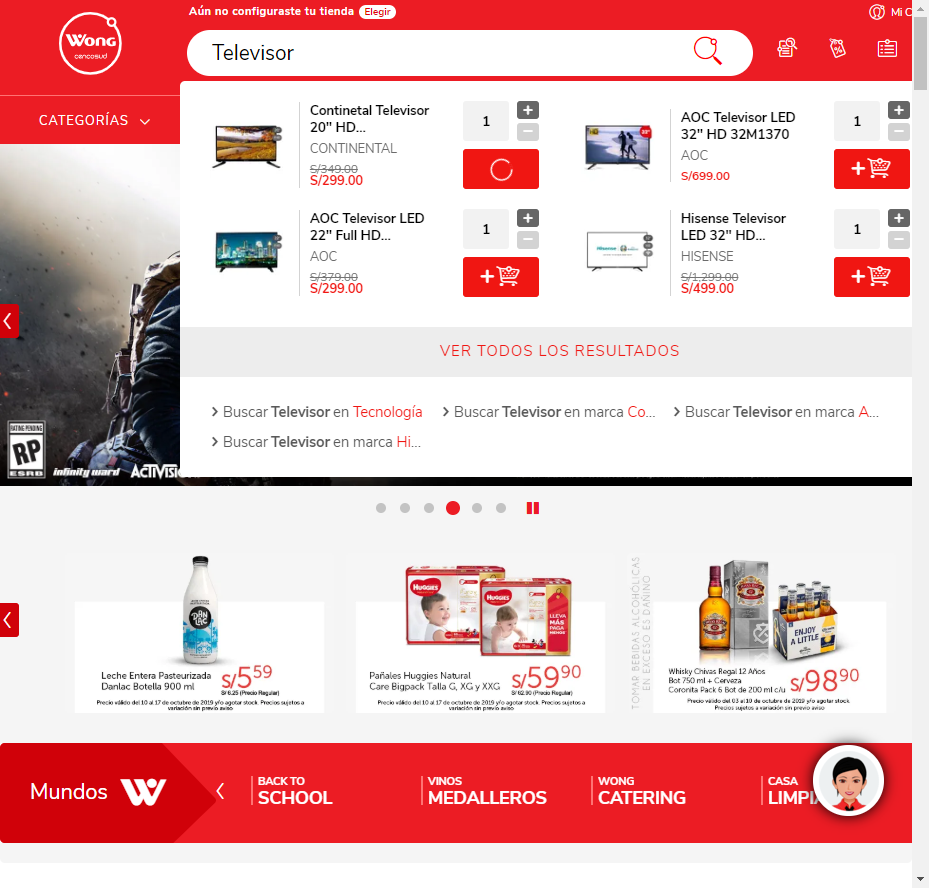 Aún no configuraste tu tienda Elegir
Mi C
Wong
cencosud
Televisor
CATEGORÍAS
Continetal Televisor
20" HD...
CONTINENTAL
S/349.00
S/299.00
1
+
−
AOC Televisor LED
32" HD 32M1370
AOC
S/699.00
1
+
−
+
AOC Televisor LED
22" Full HD...
AOC
S/379.00
S/299.00
1
+
−
+
Hisense Televisor
LED 32" HD...
HISENSE
S/1,299.00
S/499.00
1
+
−
+
VER TODOS LOS RESULTADOS
Buscar Televisor en Tecnología
Buscar Televisor en marca Co...
Buscar Televisor en marca A...
Buscar Televisor en marca Hi...
RATING PENDING
RP
ESRB
infinity ward
ACTIVISION
DAN LAC
Leche Entera Pasteurizada
Danlac Botella 900 ml
S/5.59
S/6.25 (Precio Regular)
Precio válido del 10 al 17 de octubre de 2019 y/o agotar stock. Precios sujetos a
variación sin previo aviso
HUGGIES
HUGGIES
LLEVA
MÁS
PAGA
MENOS
Pañales Huggies Natural
Care Bigpack Talla G, XG y XXG
S/59.90
S/62.90 (Precio Regular)
Precio válido del 10 al 17 de octubre de 2019 y/o agotar stock. Precios sujetos a
variación sin previo aviso
TOMAR BEBIDAS ALCOHÓLICAS
EN EXCESO ES DAÑINO
ENJOY
A LITTLE
Whisky Chivas Regal 12 Años
Bot 750 ml + Cerveza
Coronita Pack 6 Bot de 200 ml c/u
S/98.90
Precio válido del 03 al 10 de octubre de 2019 y/o agotar stock.
Precios sujetos a variación sin previo aviso
Mundos
BACK TO
SCHOOL
VINOS
MEDALLEROS
WONG
CATERING
CASA
LIMPI